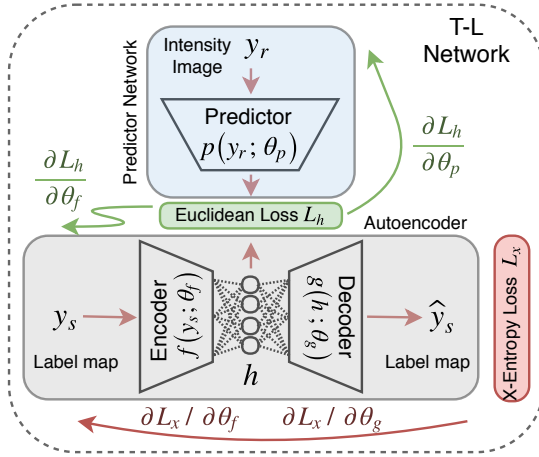 T-L
Network
Intensity
Image
y_r
Predictor Network
Predictor
p(y_r; θ_p)
∂L_h
∂θ_p
∂L_h
∂θ_f
Euclidean Loss L_h
Autoencoder
y_s
Label map
Encoder
f(y_s; θ_f)
h
Decoder
g(h; θ_g)
ŷ_s
Label map
X-Entropy Loss L_x
∂L_x / ∂θ_f
∂L_x / ∂θ_g